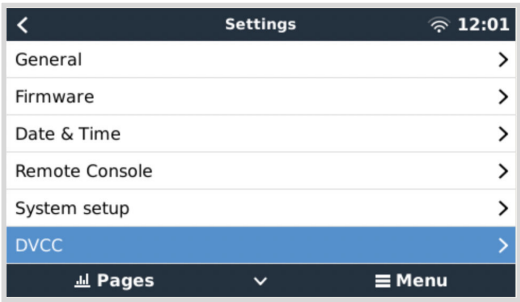 Settings 12:01
General
Firmware
Date & Time
Remote Console
System setup
DVCC
Pages Menu